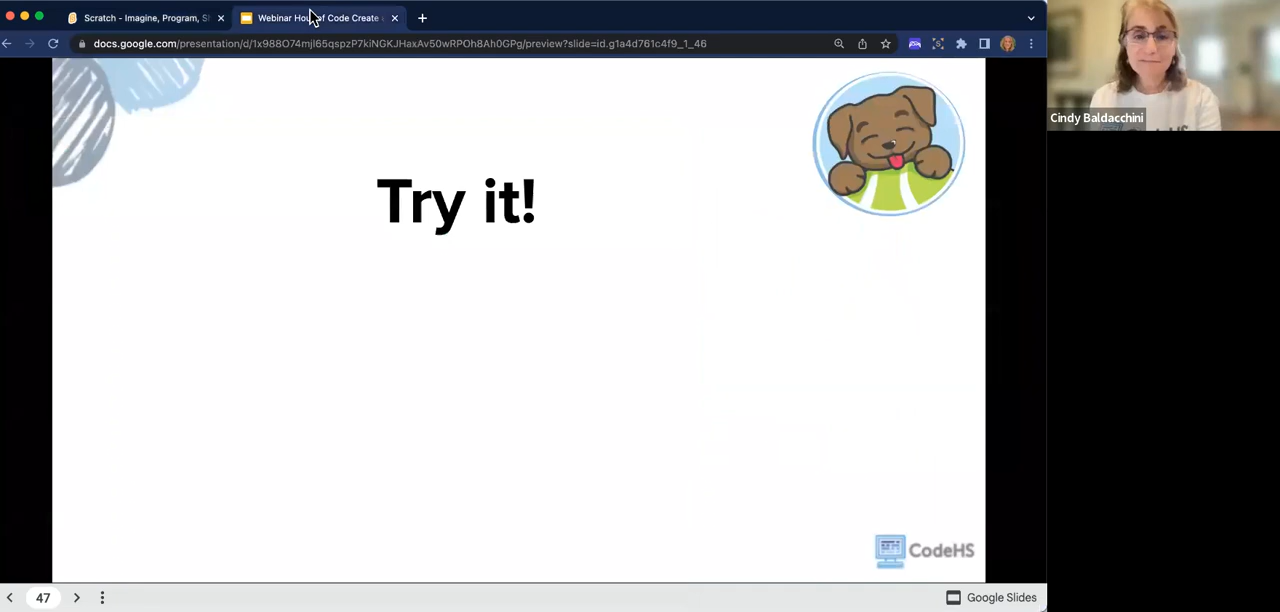 Scratch - Imagine, Program, S
Webinar Hour of Code Create
docs.google.com/presentation/d/1x988O74mjI65qspzP7kiNGKJHaxAv50wRPOh8Ah0GPg/preview?slide=id.g1a4d761c4f9_1_46
Cindy Baldacchini
Try it!
CodeHS
47
Google Slides